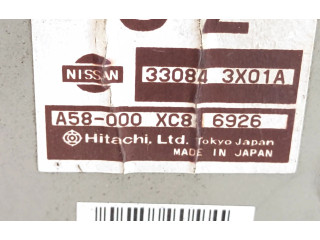 NISSAN 33084 3X01A
A58-000 XC8 6926
Hitachi, Ltd. Tokyo Japan
MADE IN JAPAN